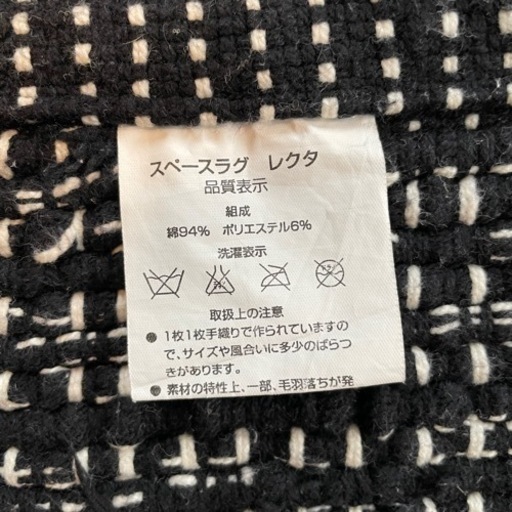 スペースラグ レクタ
品質表示
組成
綿94% ポリエステル6%
洗濯表示
取扱上の注意
● 1枚1枚手織りで作られています
で、サイズや風合いに多少のばらつ
きがあります。
● 素材の特性上、一部、毛羽落ちが発